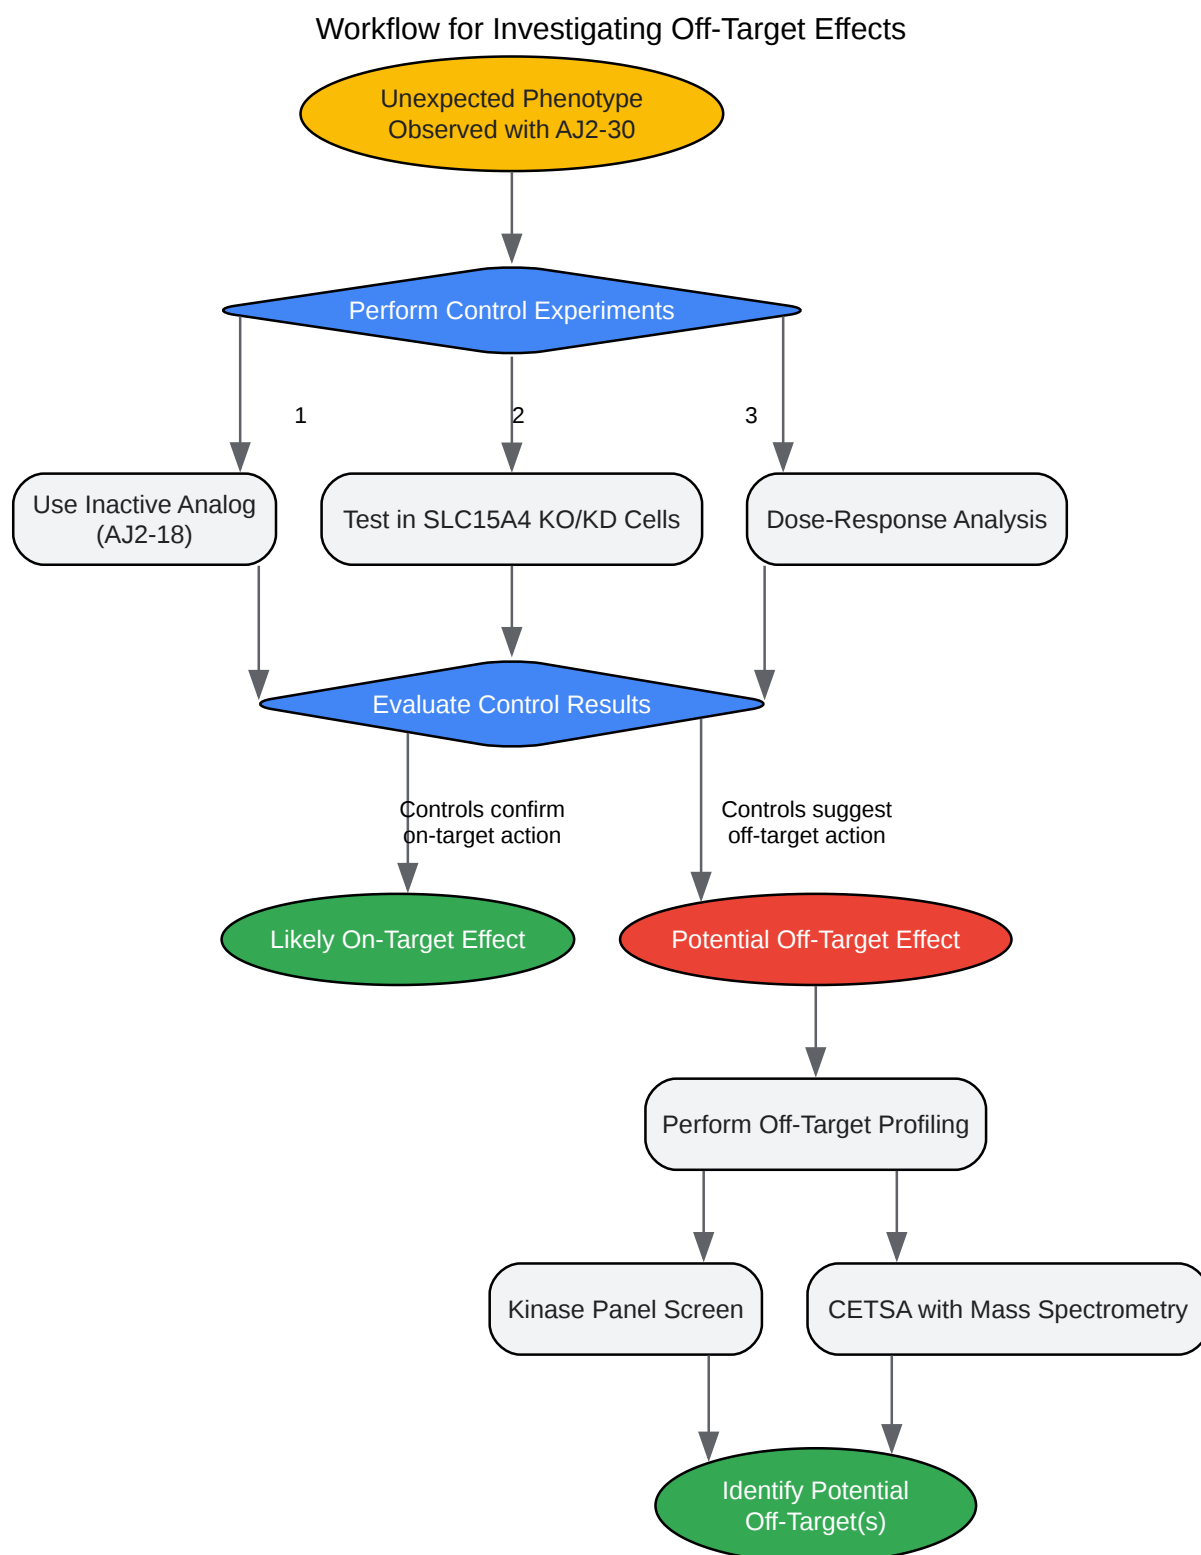 Workflow for Investigating Off-Target Effects
Unexpected Phenotype
Observed with AJ2-30
Perform Control Experiments
1
2
3
Use Inactive Analog
(AJ2-18)
Test in SLC15A4 KO/KD Cells
Dose-Response Analysis
Evaluate Control Results
Controls confirm
on-target action
Controls suggest
off-target action
Likely On-Target Effect
Potential Off-Target Effect
Perform Off-Target Profiling
Kinase Panel Screen
CETSA with Mass Spectrometry
Identify Potential
Off-Target(s)